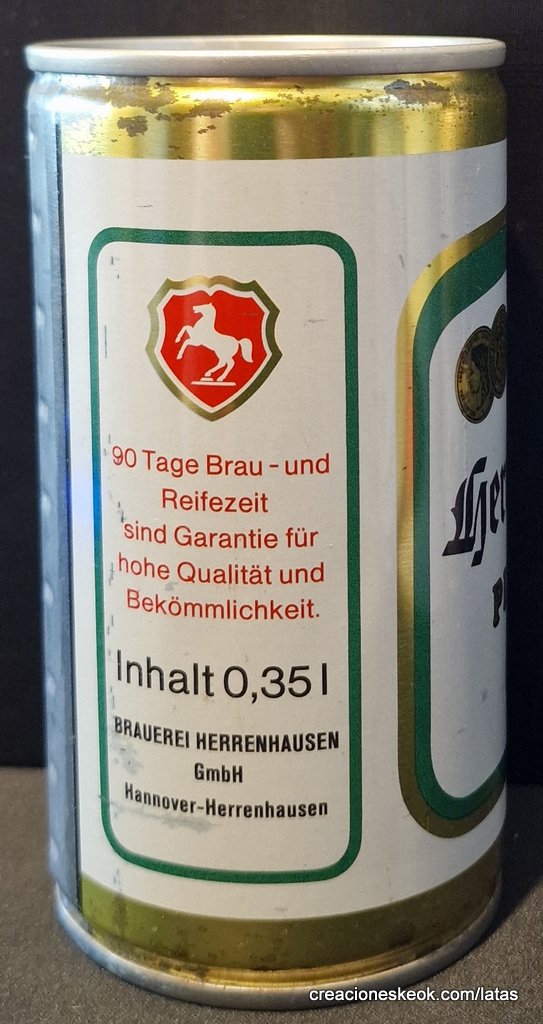 90 Tage Brau - und
Reifezeit
sind Garantie für
hohe Qualität und
Bekömmlichkeit.
Inhalt 0,35 l
BRAUEREI HERRENHAUSEN
GmbH
Hannover-Herrenhausen
creacioneskeok.com/latas